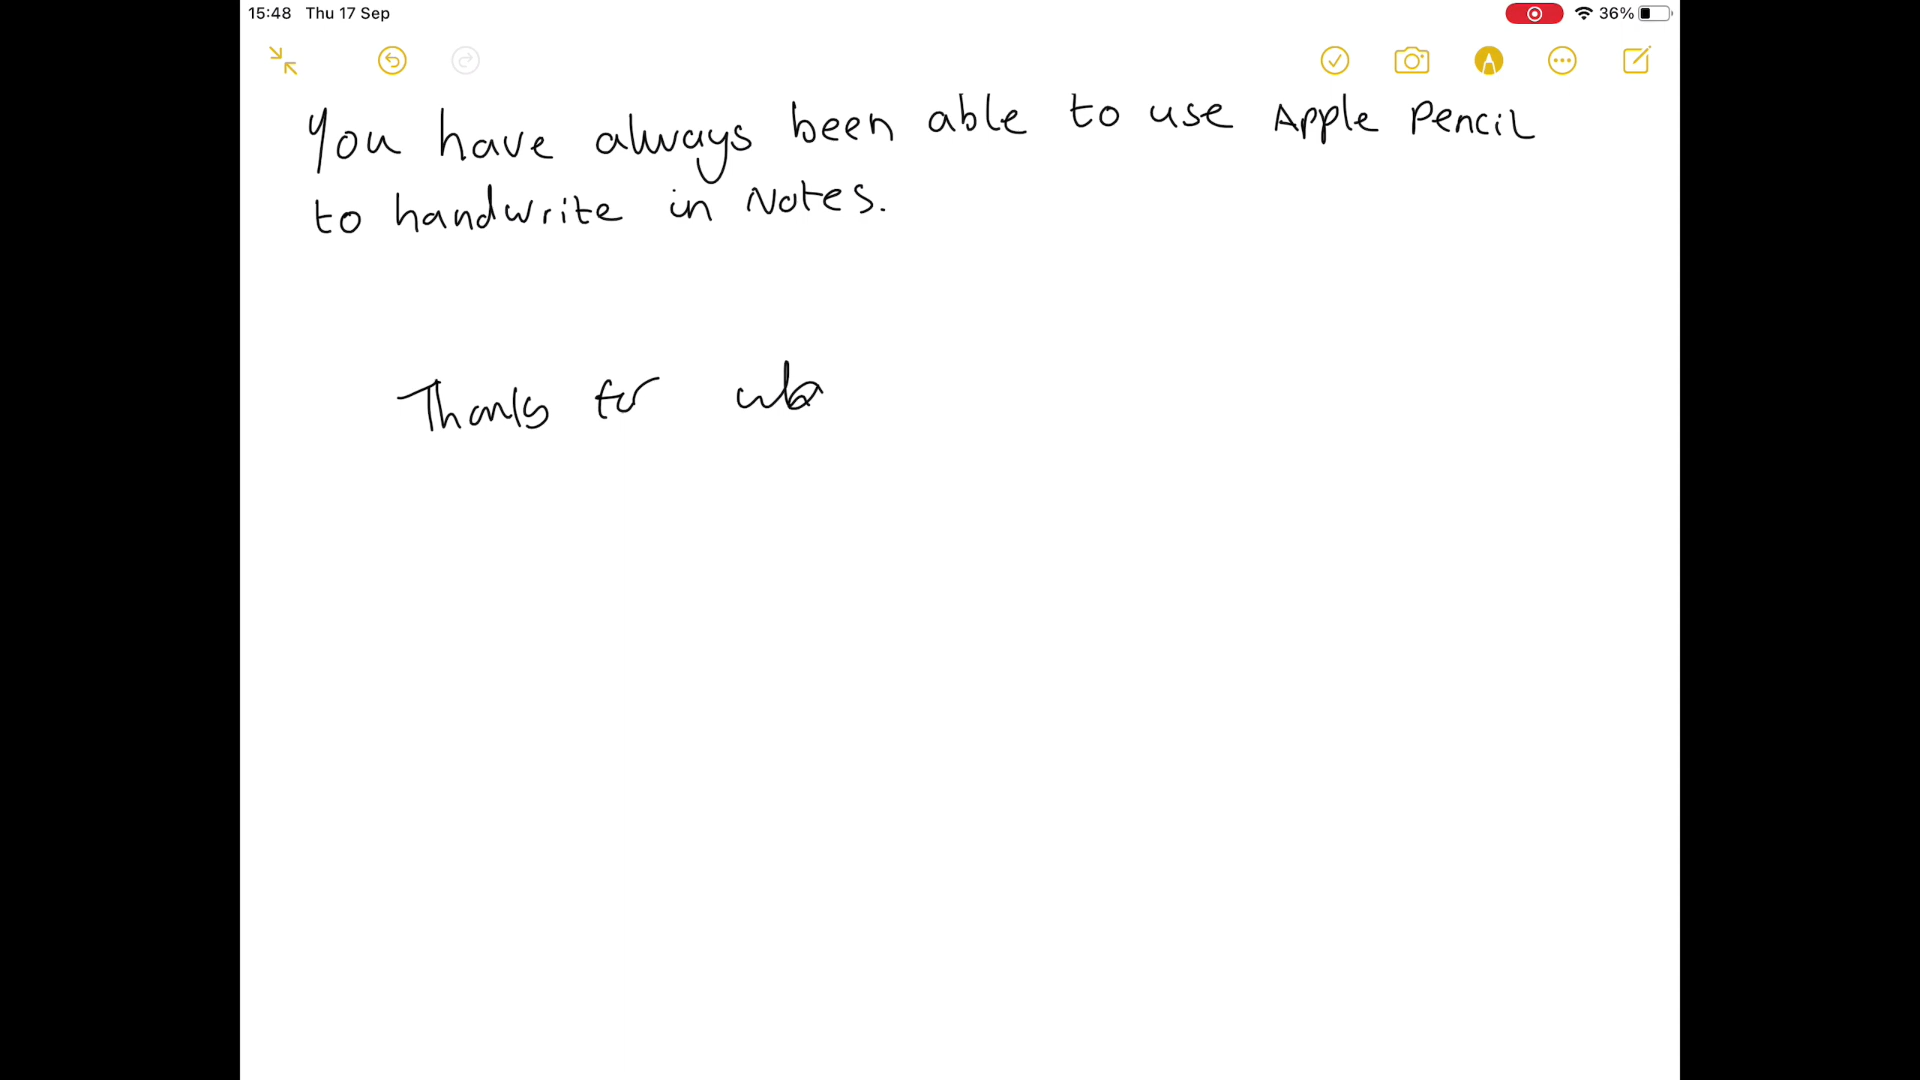 15:48 Thu 17 Sep 36%
You have always been able to use Apple Pencil
to handwrite in Notes.
Thanks for